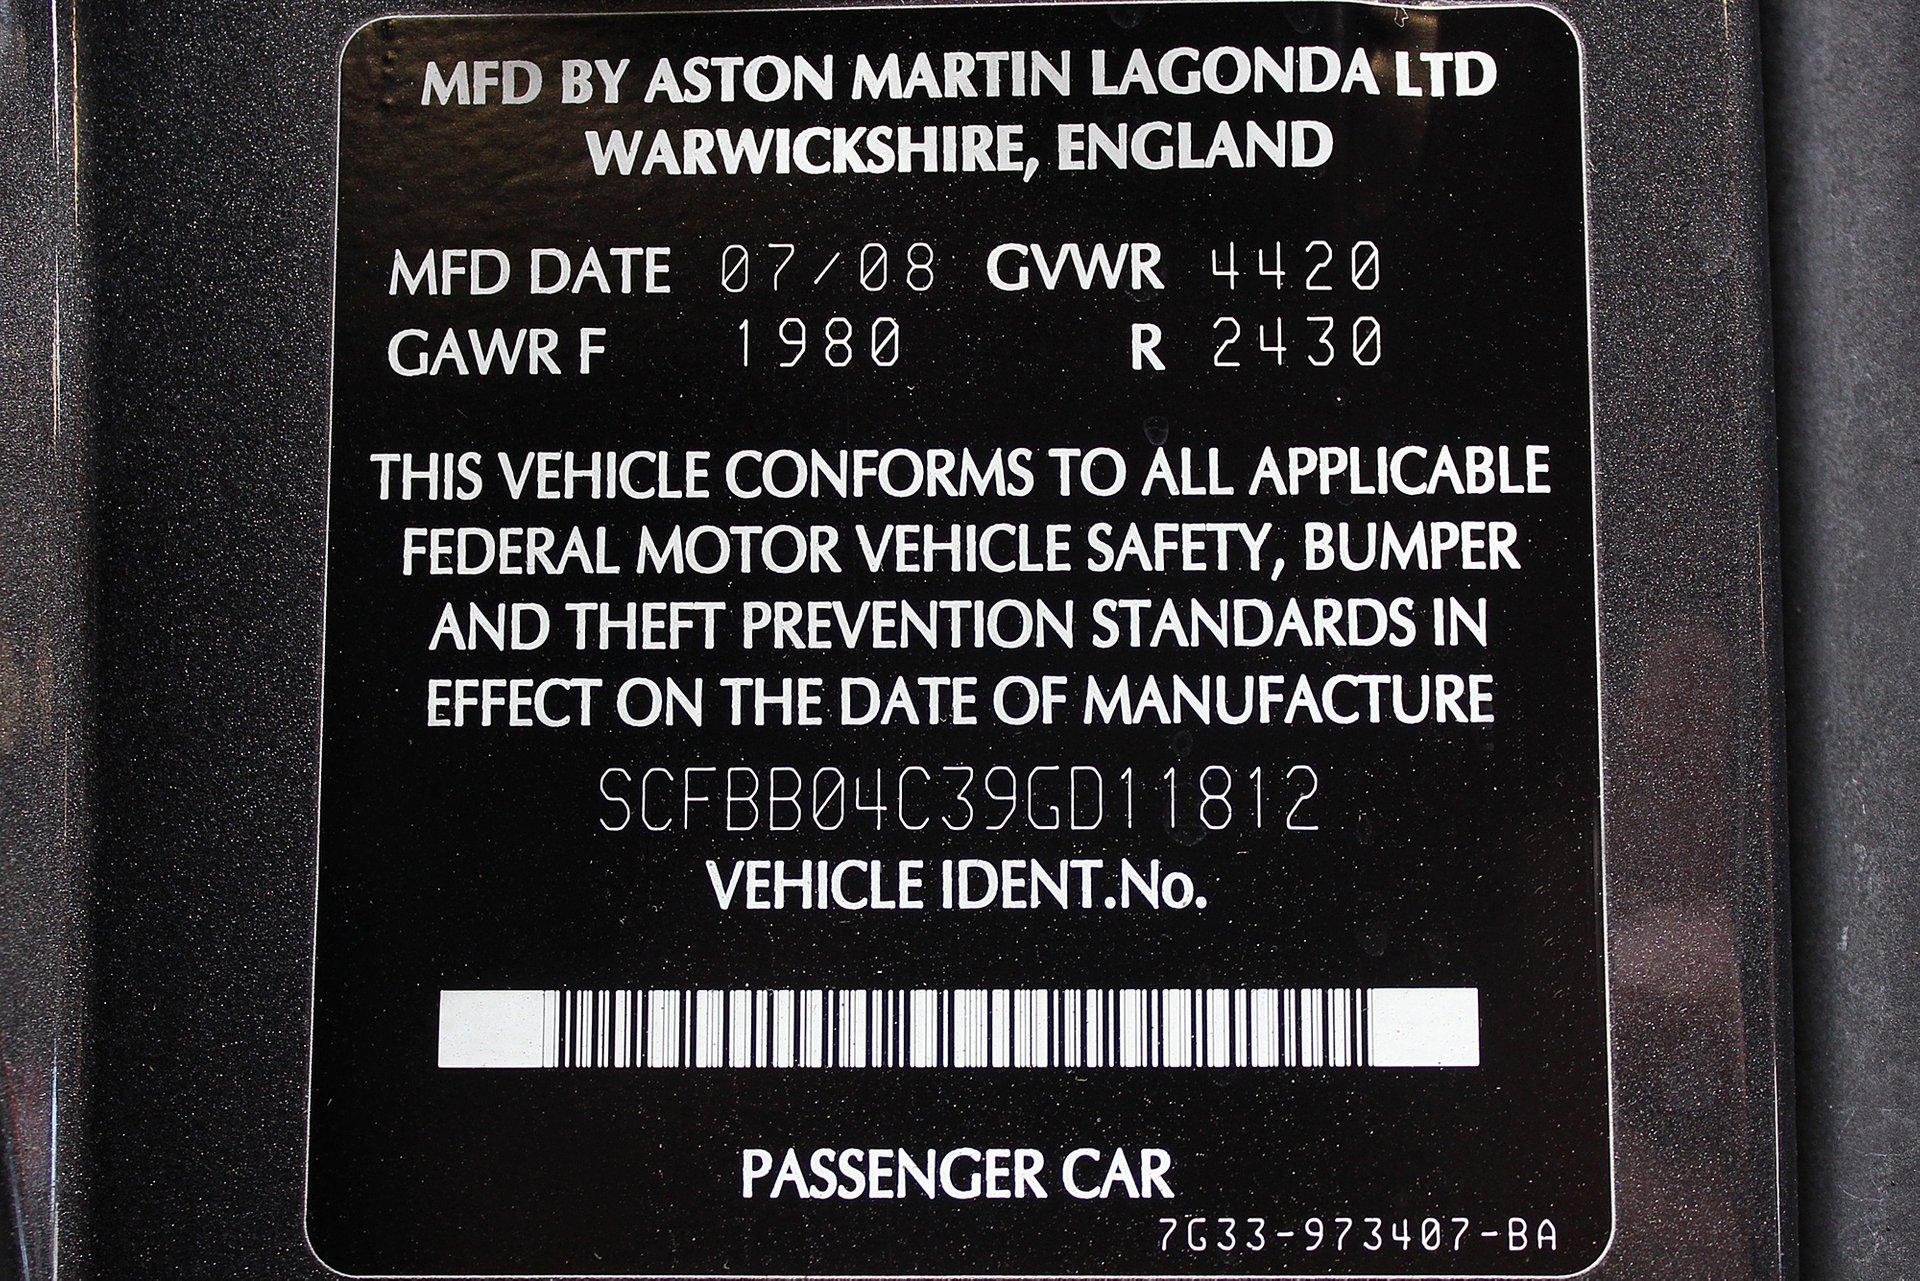 MFD BY ASTON MARTIN LAGONDA LTD
WARWICKSHIRE, ENGLAND
MFD DATE 07/08 GVWR 4420
GAWR F 1980 R 2430
THIS VEHICLE CONFORMS TO ALL APPLICABLE
FEDERAL MOTOR VEHICLE SAFETY, BUMPER
AND THEFT PREVENTION STANDARDS IN
EFFECT ON THE DATE OF MANUFACTURE
SCFBB04C39GD11812
VEHICLE IDENT.No.
PASSENGER CAR
7G33-973407-BA